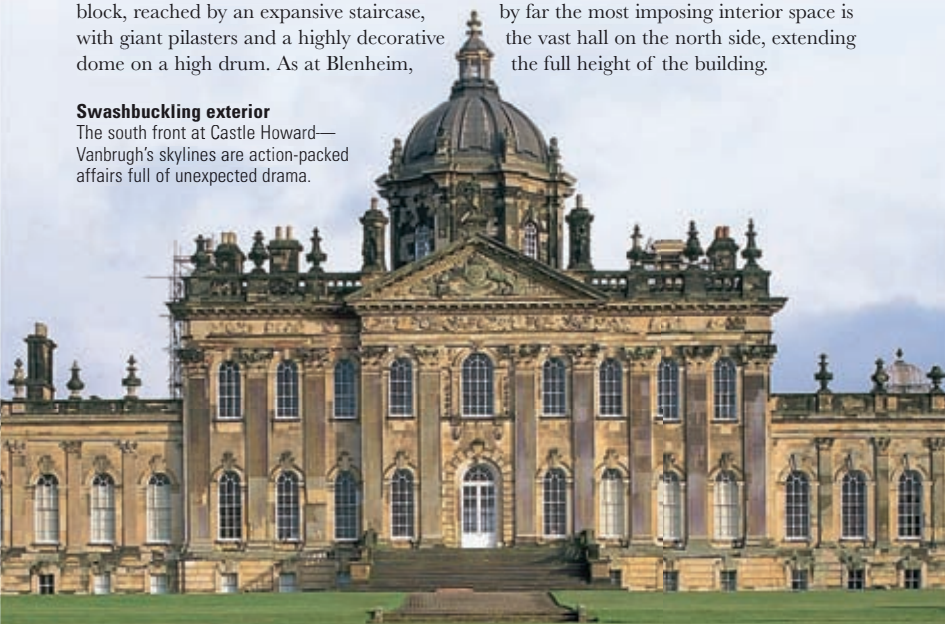 block, reached by an expansive staircase,
with giant pilasters and a highly decorative
dome on a high drum. As at Blenheim,
by far the most imposing interior space is
the vast hall on the north side, extending
the full height of the building.
Swashbuckling exterior
The south front at Castle Howard—
Vanbrugh's skylines are action-packed
affairs full of unexpected drama.